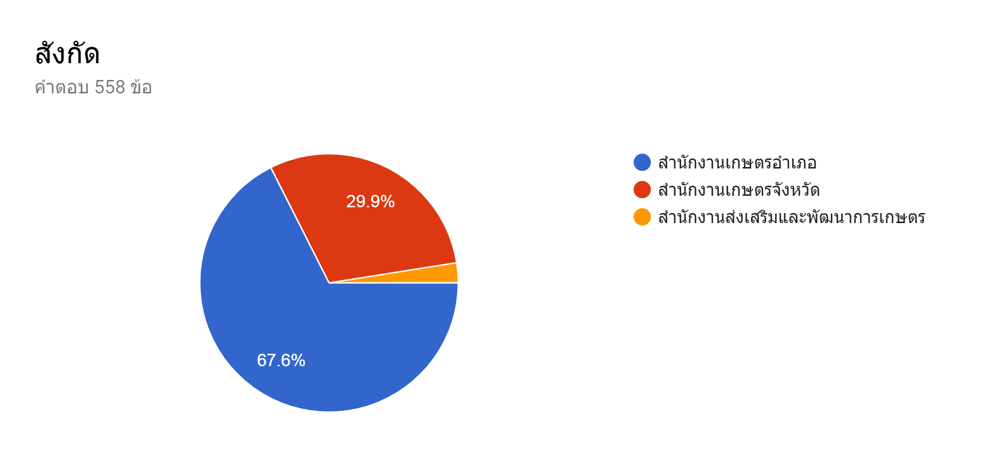 สังกัด
คำตอบ 558 ข้อ
29.9%
67.6%
สำนักงานเกษตรอำเภอ
สำนักงานเกษตรจังหวัด
สำนักงานส่งเสริมและพัฒนาการเกษตร